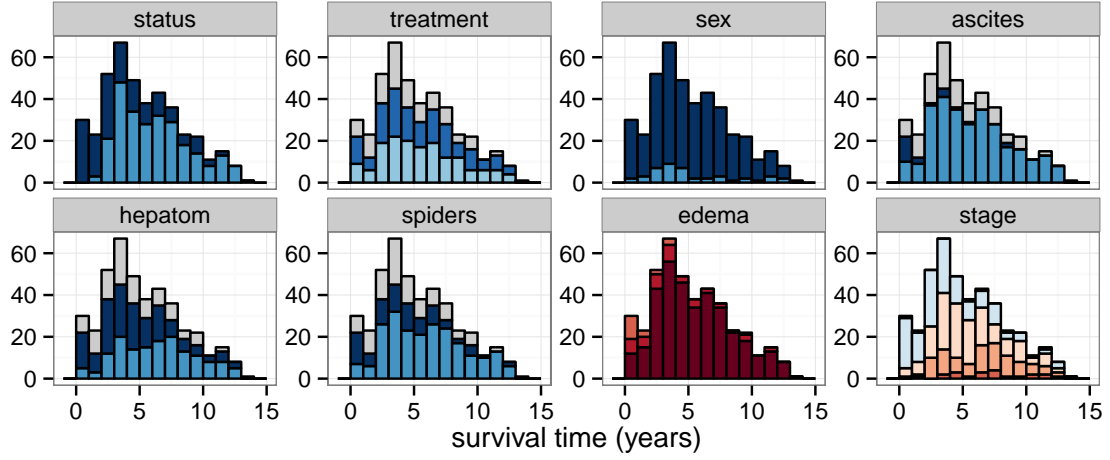 status treatment sex ascites
60
40
20
0
hepatom spiders edema stage
60
40
20
0
0 5 10 15 0 5 10 15 0 5 10 15 0 5 10 15
survival time (years)